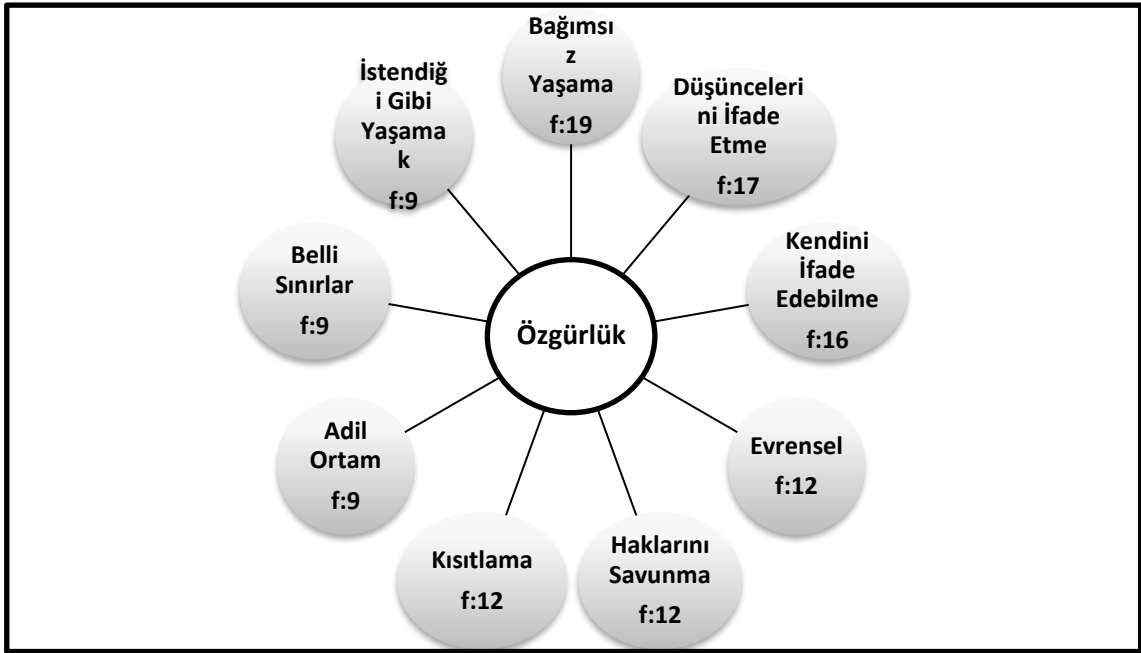 Bağımsı
z
Yaşama
f:19
Düşünceleri
ni İfade
Etme
f:17
Kendini
İfade
Edebilme
f:16
Evrensel
f:12
Haklarını
Savunma
f:12
Kısıtlama
f:12
Adil
Ortam
f:9
Belli
Sınırlar
f:9
İstendiğ
i Gibi
Yaşama
k
f:9
Özgürlük